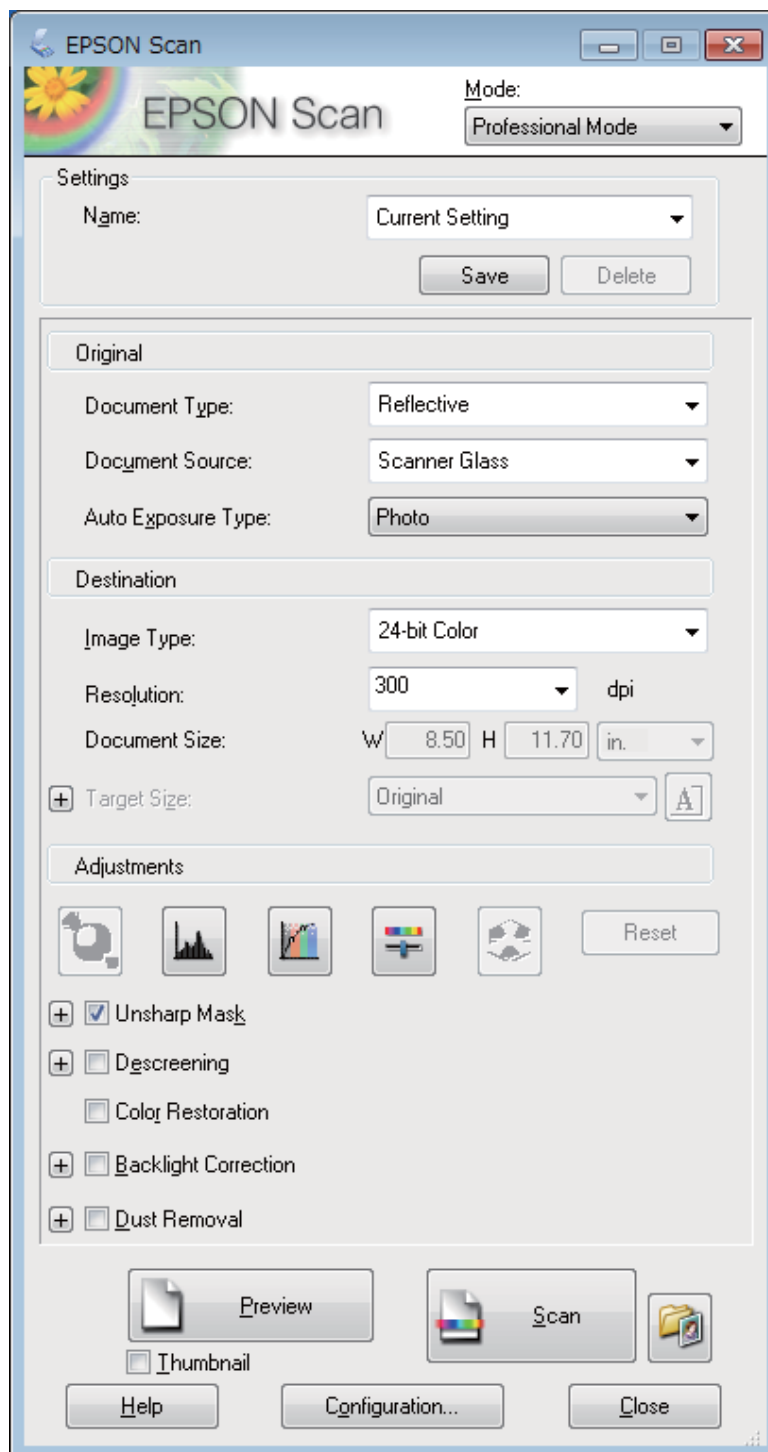 EPSON Scan
EPSON Scan
Mode:
Professional Mode
Settings
Name: Current Setting
Save Delete
Original
Document Type: Reflective
Document Source: Scanner Glass
Auto Exposure Type: Photo
Destination
Image Type: 24-bit Color
Resolution: 300 dpi
Document Size: W 8.50 H 11.70 in.
Target Size: Original A
Adjustments
Reset
Unsharp Mask
Descreening
Color Restoration
Backlight Correction
Dust Removal
Preview Scan
Thumbnail
Help Configuration... Close